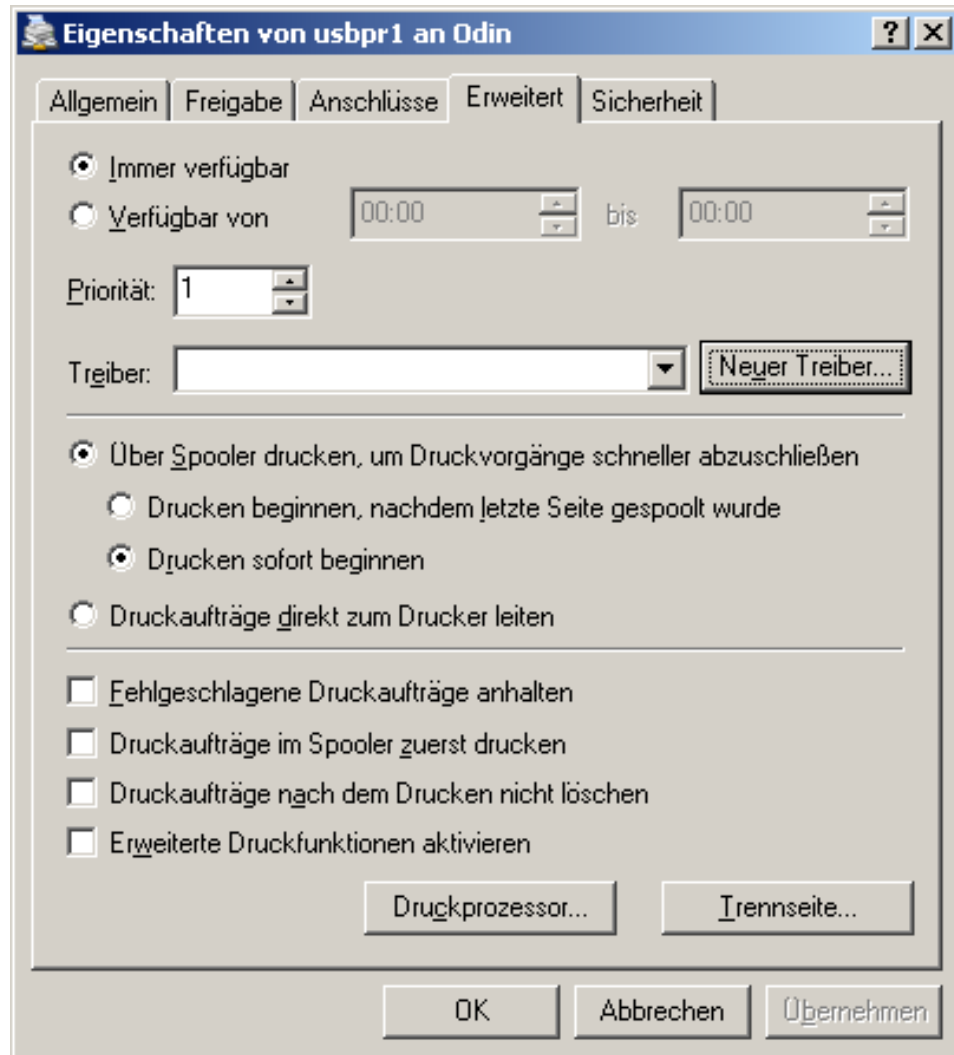 Eigenschaften von usbpr1 an Odin
Allgemein Freigabe Anschlüsse Erweitert Sicherheit
Immer verfügbar
Verfügbar von 00:00 bis 00:00
Priorität: 1
Treiber: Neuer Treiber...
Über Spooler drucken, um Druckvorgänge schneller abzuschließen
Drucken beginnen, nachdem letzte Seite gespoolt wurde
Drucken sofort beginnen
Druckaufträge direkt zum Drucker leiten
Fehlgeschlagene Druckaufträge anhalten
Druckaufträge im Spooler zuerst drucken
Druckaufträge nach dem Drucken nicht löschen
Erweiterte Druckfunktionen aktivieren
Druckprozessor... Trennseite...
OK Abbrechen Übernehmen